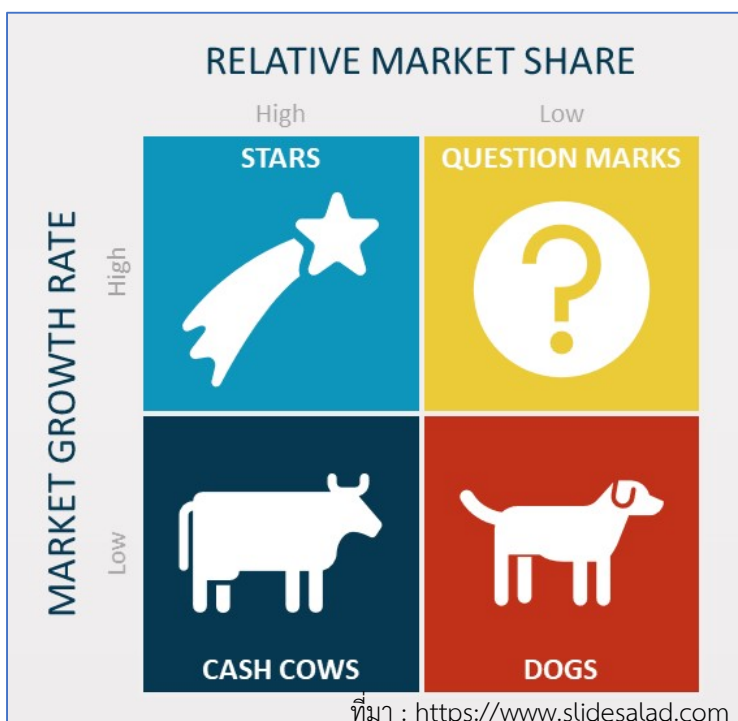 RELATIVE MARKET SHARE
High Low
STARS QUESTION MARKS
?
MARKET GROWTH RATE
High
Low
CASH COWS DOGS
ที่มา : https://www.slidesalad.com